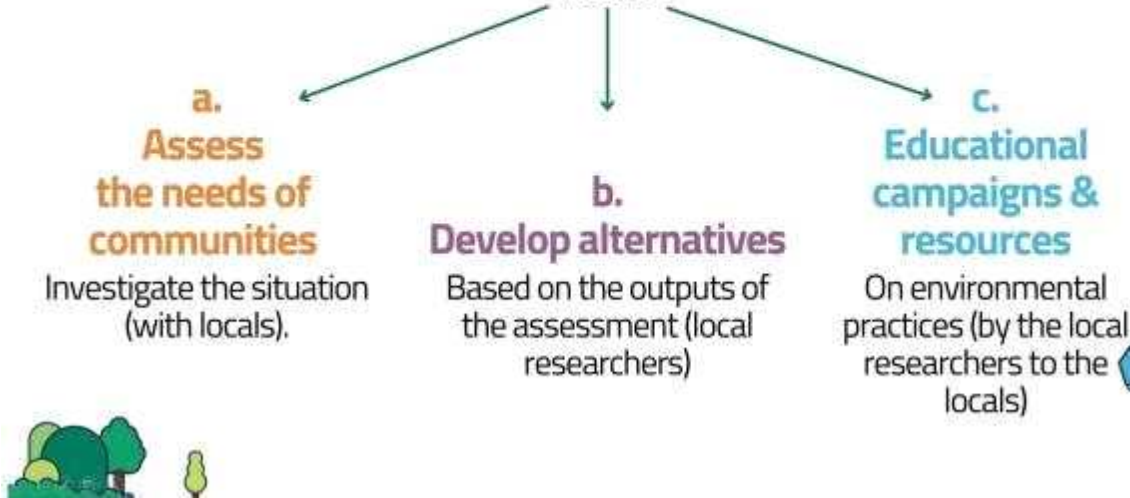 a.
Assess
the needs of
communities
Investigate the situation
(with locals).
b.
Develop alternatives
Based on the outputs of
the assessment (local
researchers)
c.
Educational
campaigns &
resources
On environmental
practices (by the local
researchers to the
locals)